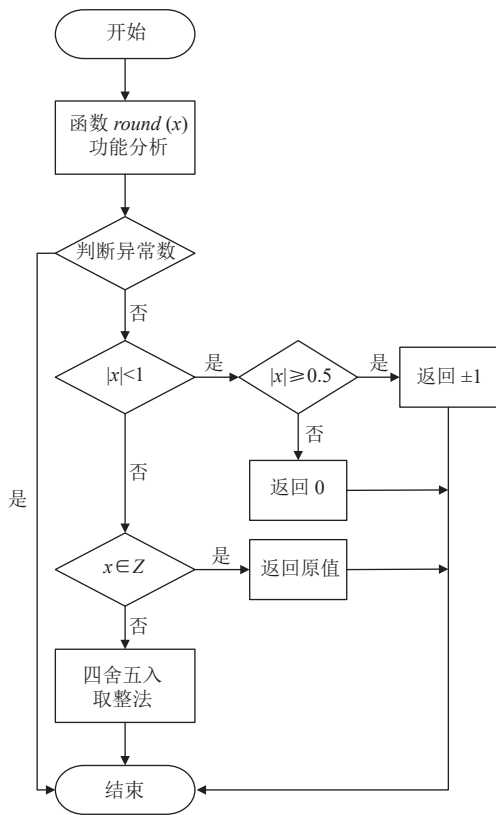 开始
函数 round (x)
功能分析
判断异常数
否
|x|<1
是
|x|⩾0.5
是
返回 ±1
否
否
返回 0
是
x∈Z
是
返回原值
否
四舍五入
取整法
结束